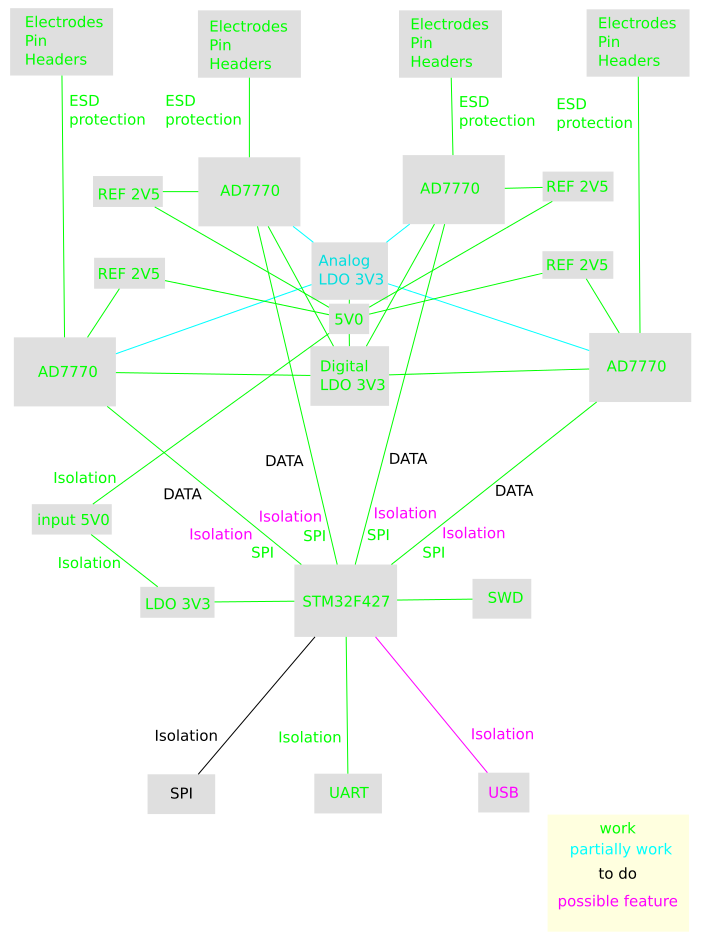 Electrodes
Pin
Headers
Electrodes
Pin
Headers
Electrodes
Pin
Headers
Electrodes
Pin
Headers
ESD
protection
ESD
protection
ESD
protection
ESD
protection
REF 2V5
AD7770
AD7770
REF 2V5
REF 2V5
Analog
LDO 3V3
REF 2V5
5V0
AD7770
Digital
LDO 3V3
AD7770
Isolation
DATA
DATA
DATA
DATA
input 5V0
Isolation
Isolation
Isolation
Isolation
SPI
SPI
SPI
SPI
Isolation
LDO 3V3
STM32F427
SWD
Isolation
Isolation
Isolation
SPI
UART
USB
work
partially work
to do
possible feature